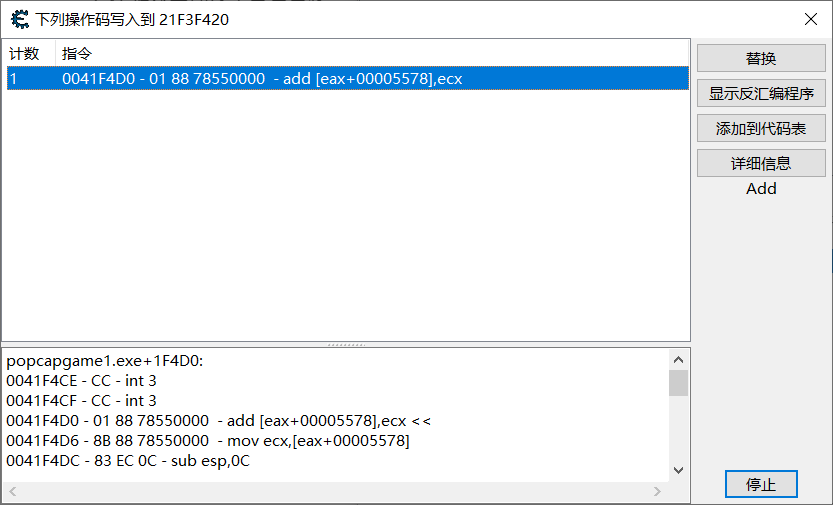 下列操作码写入到 21F3F420
计数 指令
1 0041F4D0 - 01 88 78550000 - add [eax+00005578],ecx
替换
显示反汇编程序
添加到代码表
详细信息
Add
popcapgame1.exe+1F4D0:
0041F4CE - CC - int 3
0041F4CF - CC - int 3
0041F4D0 - 01 88 78550000 - add [eax+00005578],ecx <<
0041F4D6 - 8B 88 78550000 - mov ecx,[eax+00005578]
0041F4DC - 83 EC 0C - sub esp,0C
停止